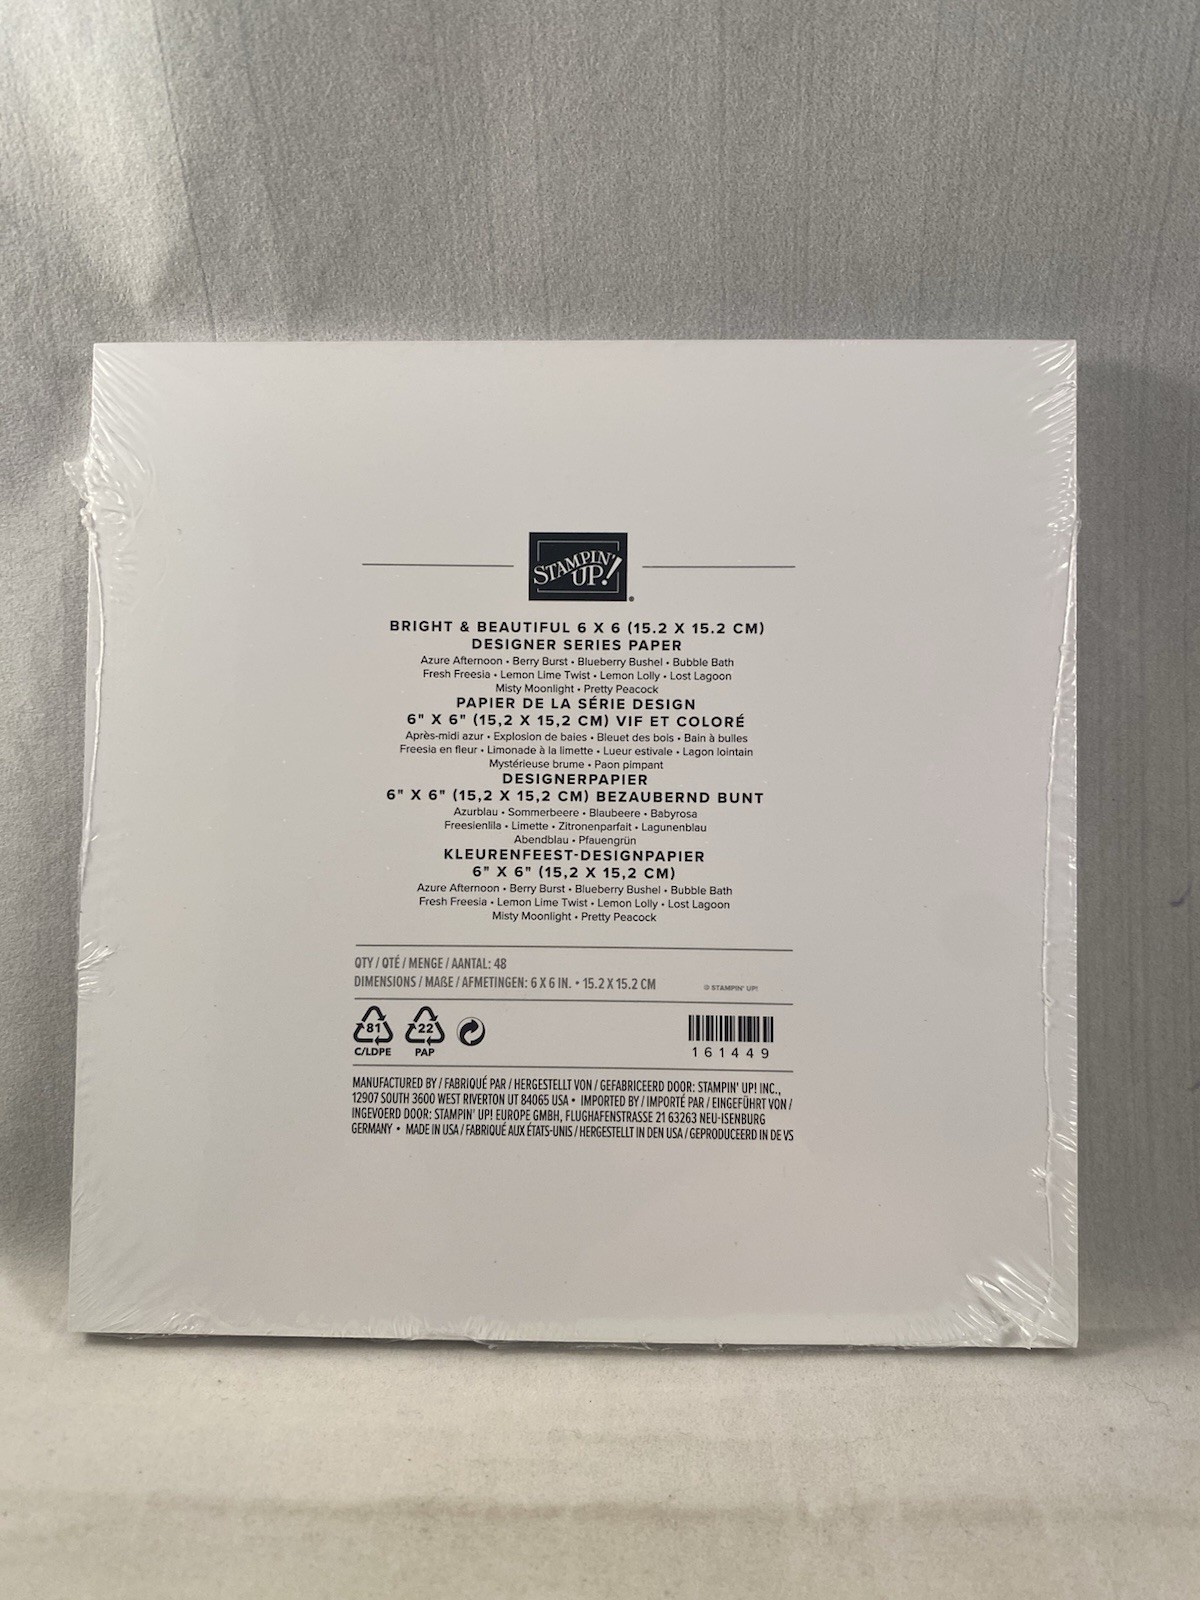 STAMPIN'
UP!®
BRIGHT & BEAUTIFUL 6 X 6 (15.2 X 15.2 CM)
DESIGNER SERIES PAPER
Azure Afternoon • Berry Burst • Blueberry Bushel • Bubble Bath
Fresh Freesia • Lemon Lime Twist • Lemon Lolly • Lost Lagoon
Misty Moonlight • Pretty Peacock
PAPIER DE LA SÉRIE DESIGN
6" X 6" (15,2 X 15,2 CM) VIF ET COLORÉ
Après-midi azur • Explosion de baies • Bleuet des bois • Bain à bulles
Freesia en fleur • Limonade à la limette • Lueur estivale • Lagon lointain
Mystérieuse brume • Paon pimpant
DESIGNERPAPIER
6" X 6" (15,2 X 15,2 CM) BEZAUBERND BUNT
Azurblau • Sommerbeere • Blaubeere • Babyrosa
Freesienlila • Limette • Zitronenparfait • Lagunenblau
Abendblau • Pfauengrün
KLEURENFEEST-DESIGNPAPIER
6" X 6" (15,2 X 15,2 CM)
Azure Afternoon • Berry Burst • Blueberry Bushel • Bubble Bath
Fresh Freesia • Lemon Lime Twist • Lemon Lolly • Lost Lagoon
Misty Moonlight • Pretty Peacock
QTY / QTÉ / MENGE / AANTAL: 48
DIMENSIONS / MAßE / AFMETINGEN: 6 X 6 IN. • 15.2 X 15.2 CM
© STAMPIN' UP!
81
C/LDPE
22
PAP
161449
MANUFACTURED BY / FABRIQUÉ PAR / HERGESTELLT VON / GEFABRICEERD DOOR: STAMPIN' UP! INC.,
12907 SOUTH 3600 WEST RIVERTON UT 84065 USA • IMPORTED BY / IMPORTÉ PAR / EINGEFÜHRT VON /
INGEVOERD DOOR: STAMPIN' UP! EUROPE GMBH, FLUGHAFENSTRASSE 21 63263 NEU-ISENBURG
GERMANY • MADE IN USA / FABRIQUÉ AUX ÉTATS-UNIS / HERGESTELLT IN DEN USA / GEPRODUCEERD IN DE VS